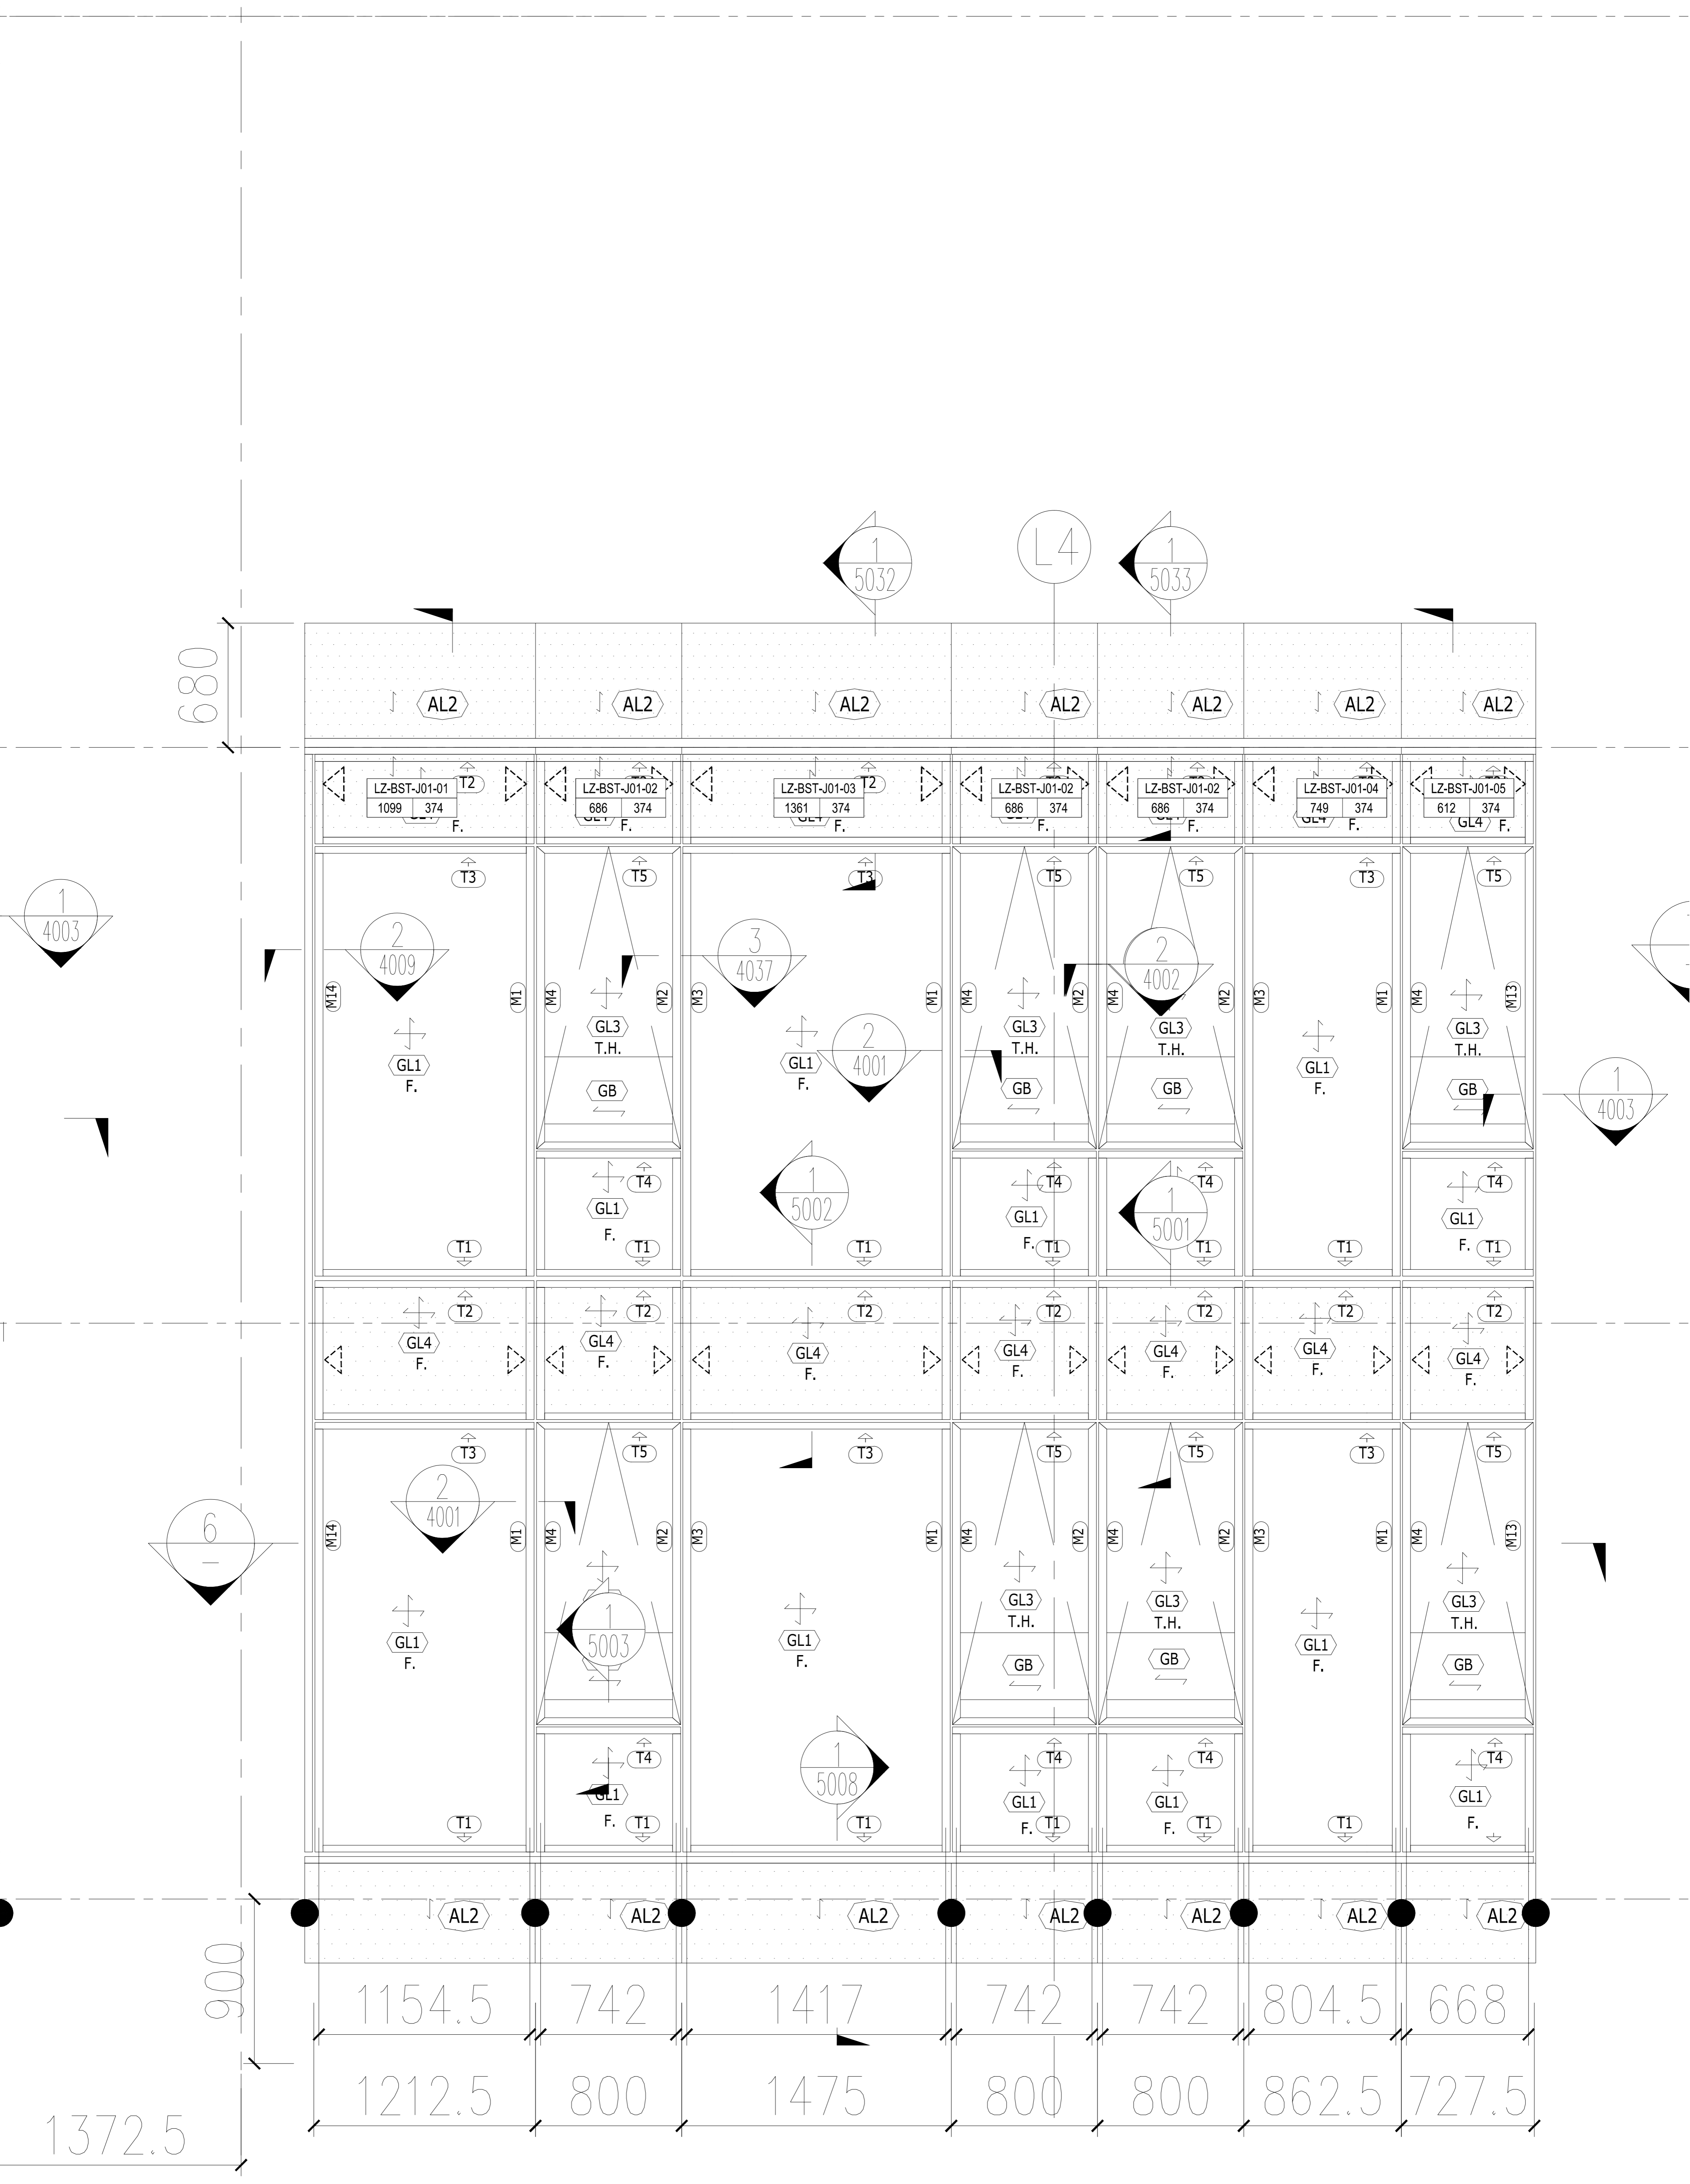 1
5032
L4
1
5033
680
AL2 AL2 AL2 AL2 AL2 AL2 AL2
T2 T2
LZ-BST-J01-01 LZ-BST-J01-02 LZ-BST-J01-03 LZ-BST-J01-02 LZ-BST-J01-02 LZ-BST-J01-04 LZ-BST-J01-05
1099 374 686 374 1361 374 686 374 686 374 749 374 612 374
GL4 GL4 GL4 GL4
F. F. F. F. F. F. F.
T3 T5 T3 T5 T5 T3 T5
1
4003
2
4009
3
4037
2
4002
M14 M1 M4 M2 M3 M1 M4 M2 M4 M2 M3 M1 M4 M13
GL3 GL3 GL3 GL3
T.H. T.H. T.H. T.H.
2
4001
GL1 GL1 GL1
F. F. F.
GB GB GB GB
1
4003
T4 T4 T4 T4
1
5002
1
5001
GL1 GL1 GL1
F. F. F.
T1 T1 T1 T1 T1 T1 T1
T2 T2 T2 T2 T2 T2 T2
GL4 GL4 GL4 GL4 GL4 GL4 GL4
F. F. F. F. F. F. F.
T3 T5 T3 T5 T5 T3 T5
2
4001
6
–
M14 M1 M4 M2 M3 M1 M4 M2 M4 M2 M3 M1 M4 M13
GL3 GL3 GL3
T.H. T.H. T.H.
1
5003
GL1 GL1 GL1
F. F. F.
GB GB GB
T4 T4 T4 T4
1
5008
GL1 GL1 GL1 GL1
F. F. F. F.
T1 T1 T1 T1 T1 T1
AL2 AL2 AL2 AL2 AL2 AL2 AL2
900
1154.5 742 1417 742 742 804.5 668
1212.5 800 1475 800 800 862.5 727.5
1372.5